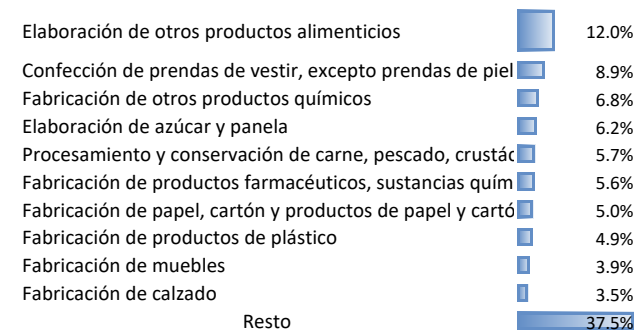 Elaboración de otros productos alimenticios 12.0%
Confección de prendas de vestir, excepto prendas de piel 8.9%
Fabricación de otros productos químicos 6.8%
Elaboración de azúcar y panela 6.2%
Procesamiento y conservación de carne, pescado, crustác 5.7%
Fabricación de productos farmacéuticos, sustancias quím 5.6%
Fabricación de papel, cartón y productos de papel y cartó 5.0%
Fabricación de productos de plástico 4.9%
Fabricación de muebles 3.9%
Fabricación de calzado 3.5%
Resto 37.5%